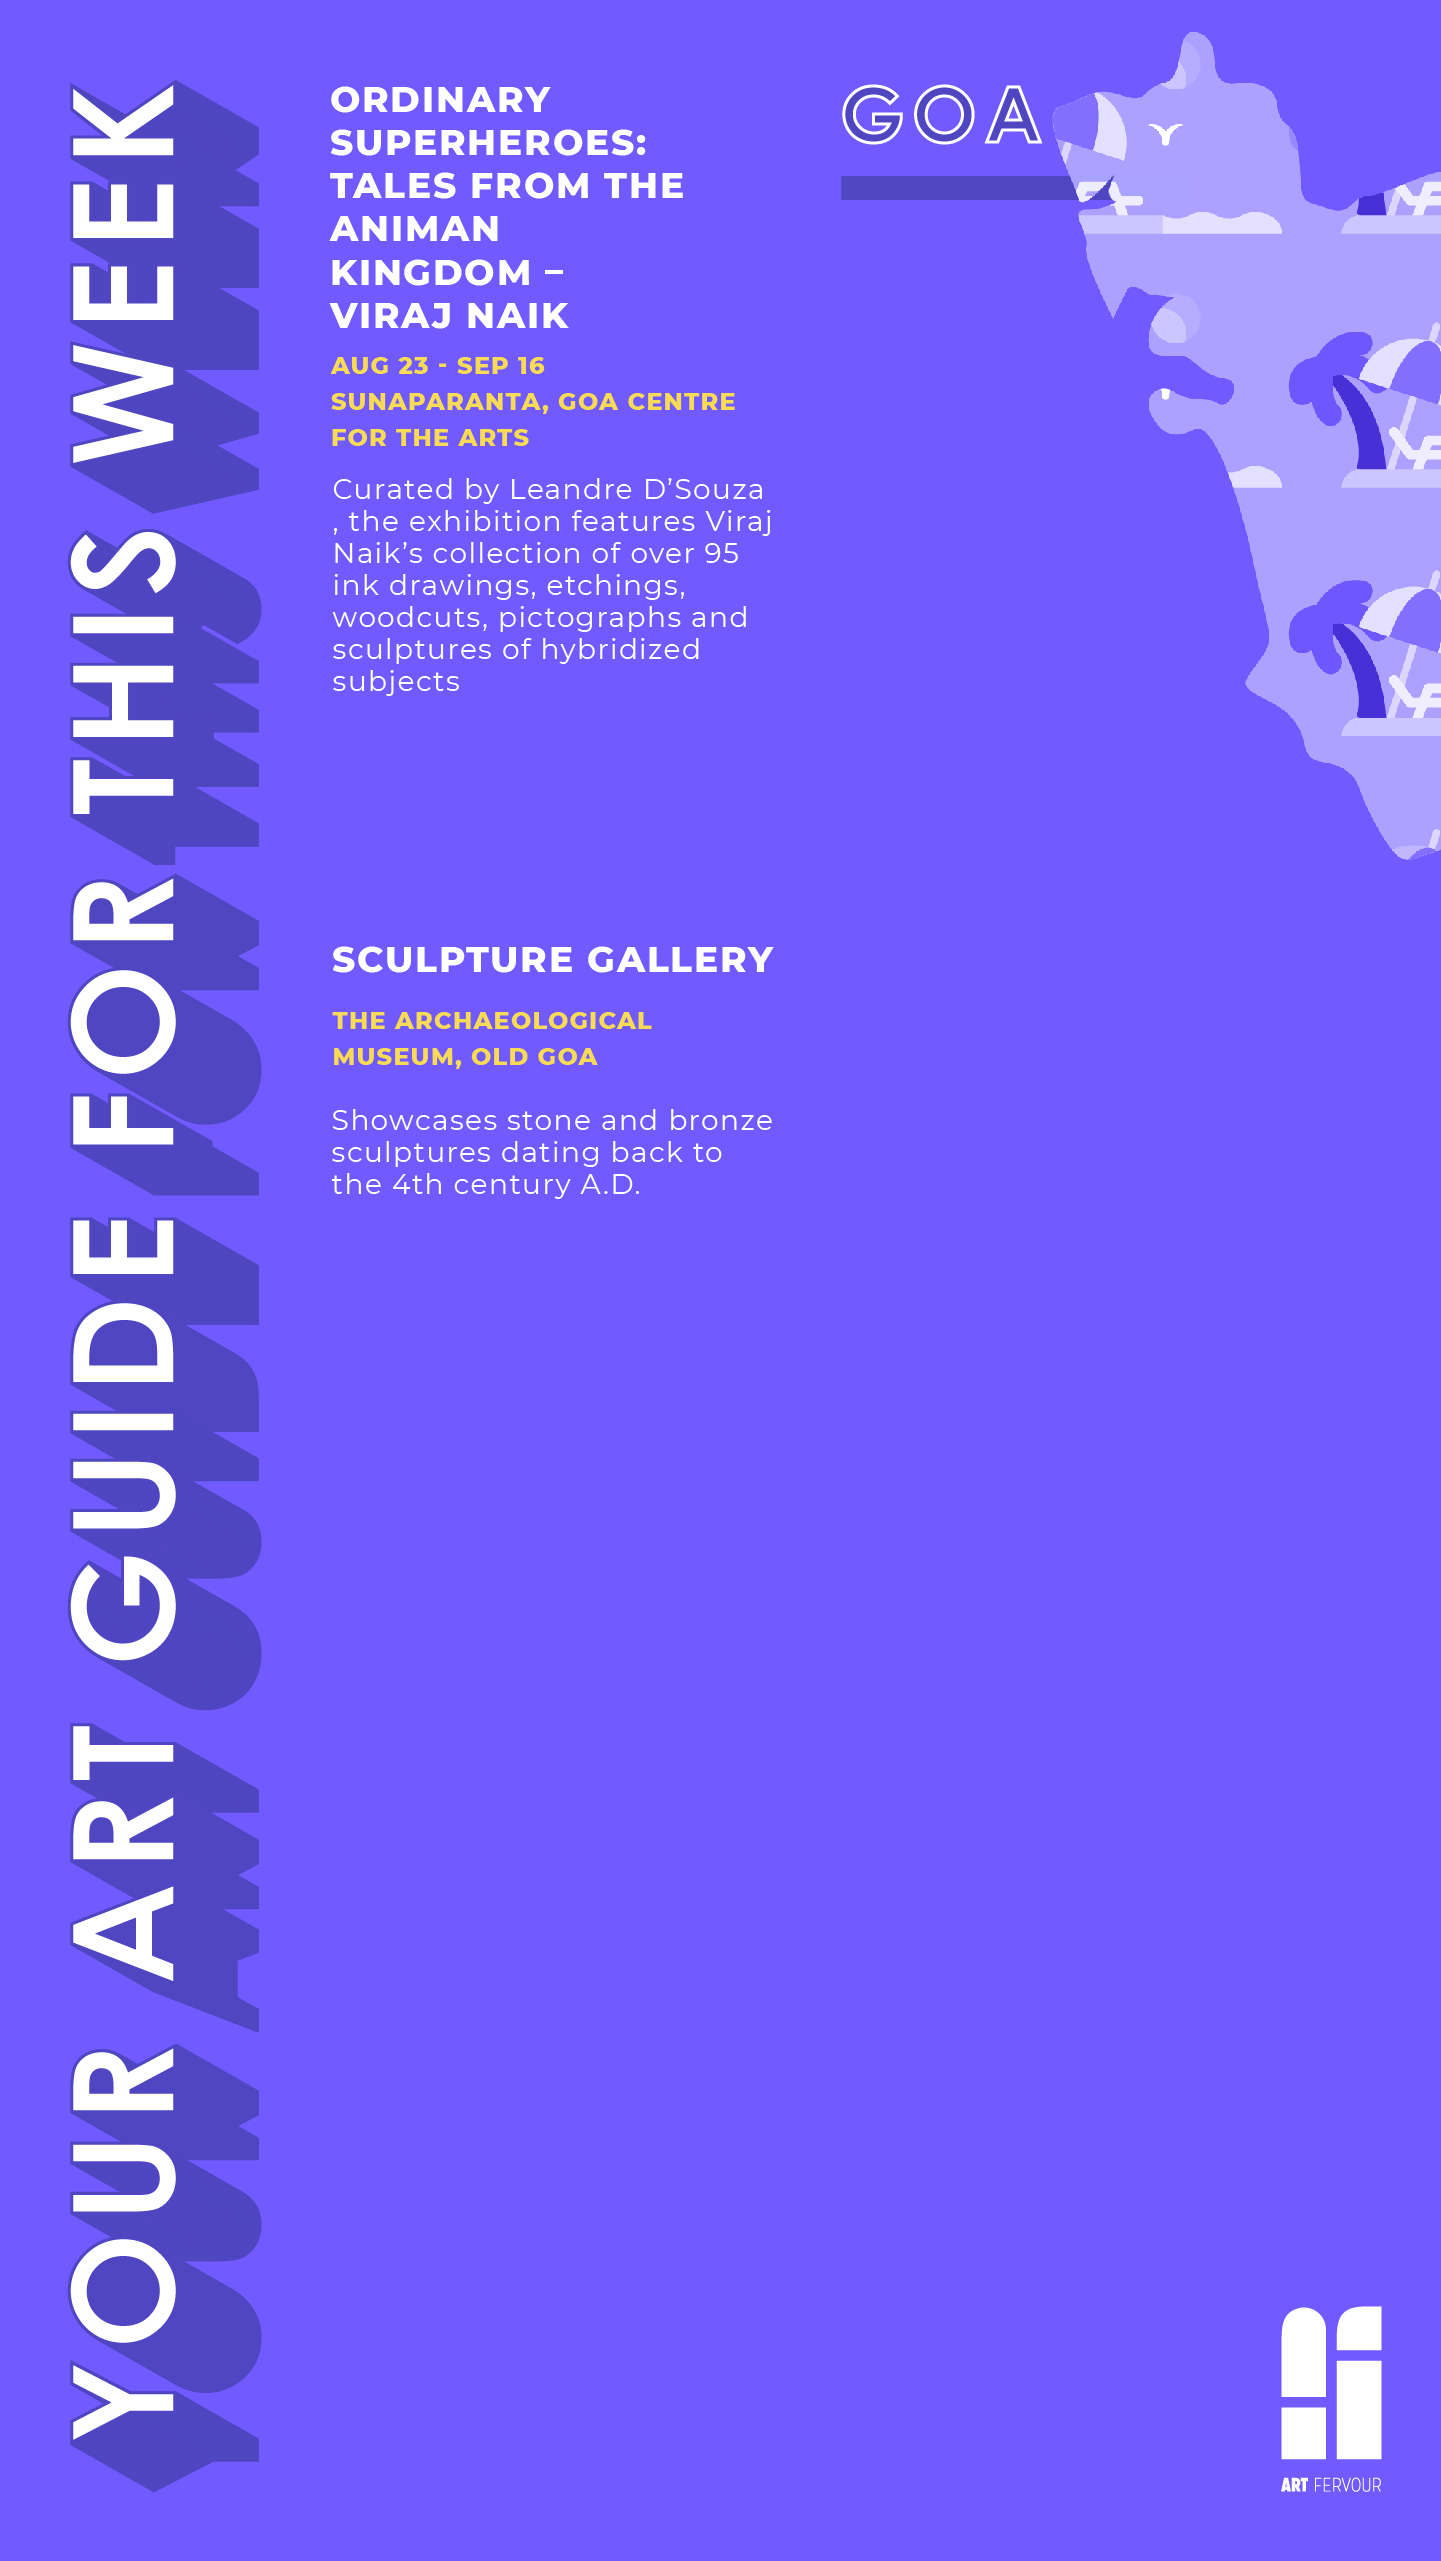 YOUR ART GUIDE FOR THIS WEEK
GOA
ORDINARY
SUPERHEROES:
TALES FROM THE
ANIMAN
KINGDOM –
VIRAJ NAIK
AUG 23 - SEP 16
SUNAPARANTA, GOA CENTRE
FOR THE ARTS
Curated by Leandre D’Souza
, the exhibition features Viraj
Naik’s collection of over 95
ink drawings, etchings,
woodcuts, pictographs and
sculptures of hybridized
subjects
SCULPTURE GALLERY
THE ARCHAEOLOGICAL
MUSEUM, OLD GOA
Showcases stone and bronze
sculptures dating back to
the 4th century A.D.
ART FERVOUR